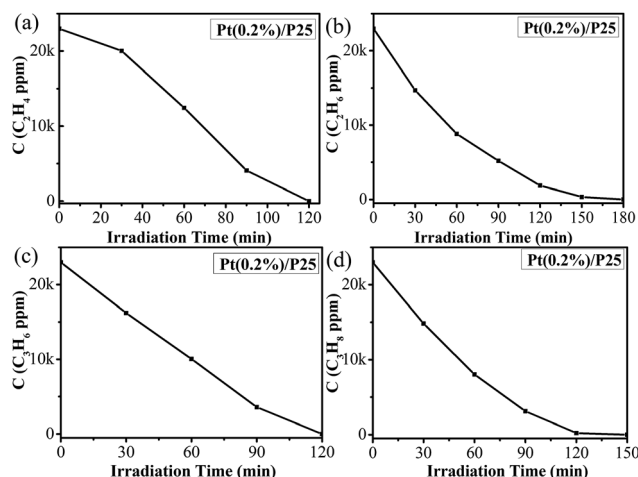 (a)
Pt(0.2%)/P25
C (C₂H₄ ppm)
20k
10k
0
0 20 40 60 80 100 120
Irradiation Time (min)
(b)
Pt(0.2%)/P25
C (C₂H₆ ppm)
20k
10k
0
0 30 60 90 120 150 180
Irradiation Time (min)
(c)
Pt(0.2%)/P25
C (C₃H₆ ppm)
20k
10k
0
0 30 60 90 120
Irradiation Time (min)
(d)
Pt(0.2%)/P25
C (C₃H₈ ppm)
20k
10k
0
0 30 60 90 120 150
Irradiation Time (min)